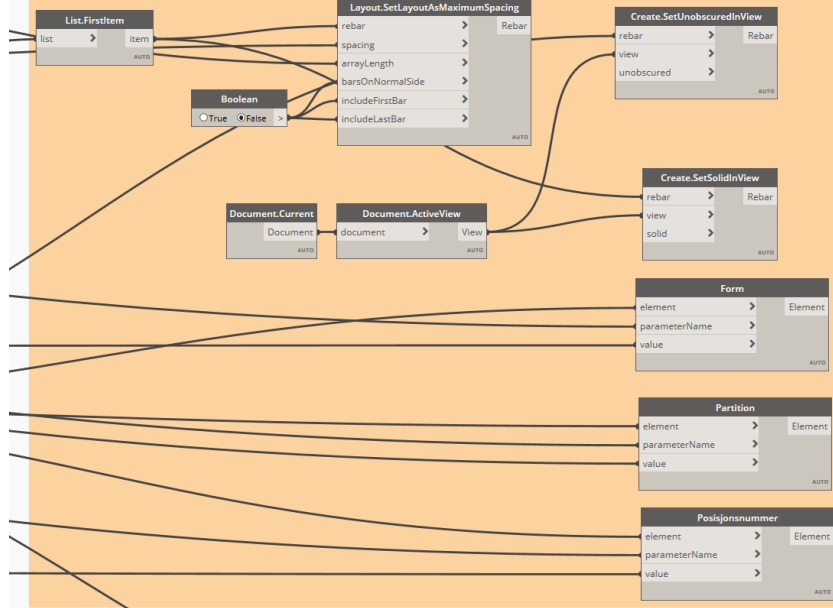 List.FirstItem
list > item
AUTO
Layout.SetLayoutAsMaximumSpacing
rebar > Rebar
spacing >
arrayLength >
barsOnNormalSide >
includeFirstBar >
includeLastBar >
AUTO
Create.SetUnobscuredInView
rebar > Rebar
view >
unobscured >
AUTO
Boolean
True False >
Create.SetSolidInView
rebar > Rebar
view >
solid >
AUTO
Document.Current
Document
AUTO
Document.ActiveView
document > View
AUTO
Form
element > Element
parameterName >
value >
AUTO
Partition
element > Element
parameterName >
value >
AUTO
Posisjonsnummer
element > Element
parameterName >
value >
AUTO